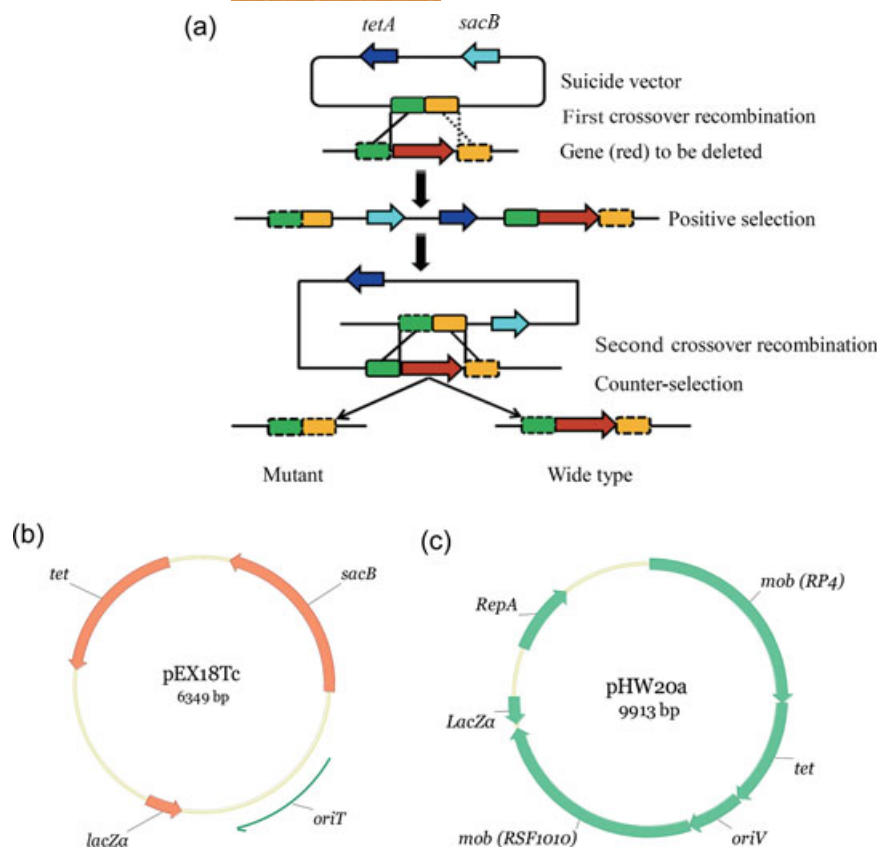 (a)
tetA
sacB
Suicide vector
First crossover recombination
Gene (red) to be deleted
Positive selection
Second crossover recombination
Counter-selection
Mutant
Wide type
(b)
tet
sacB
pEX18Tc
6349 bp
lacZα
oriT
(c)
RepA
mob (RP4)
pHW20a
9913 bp
LacZα
tet
mob (RSF1010)
oriV